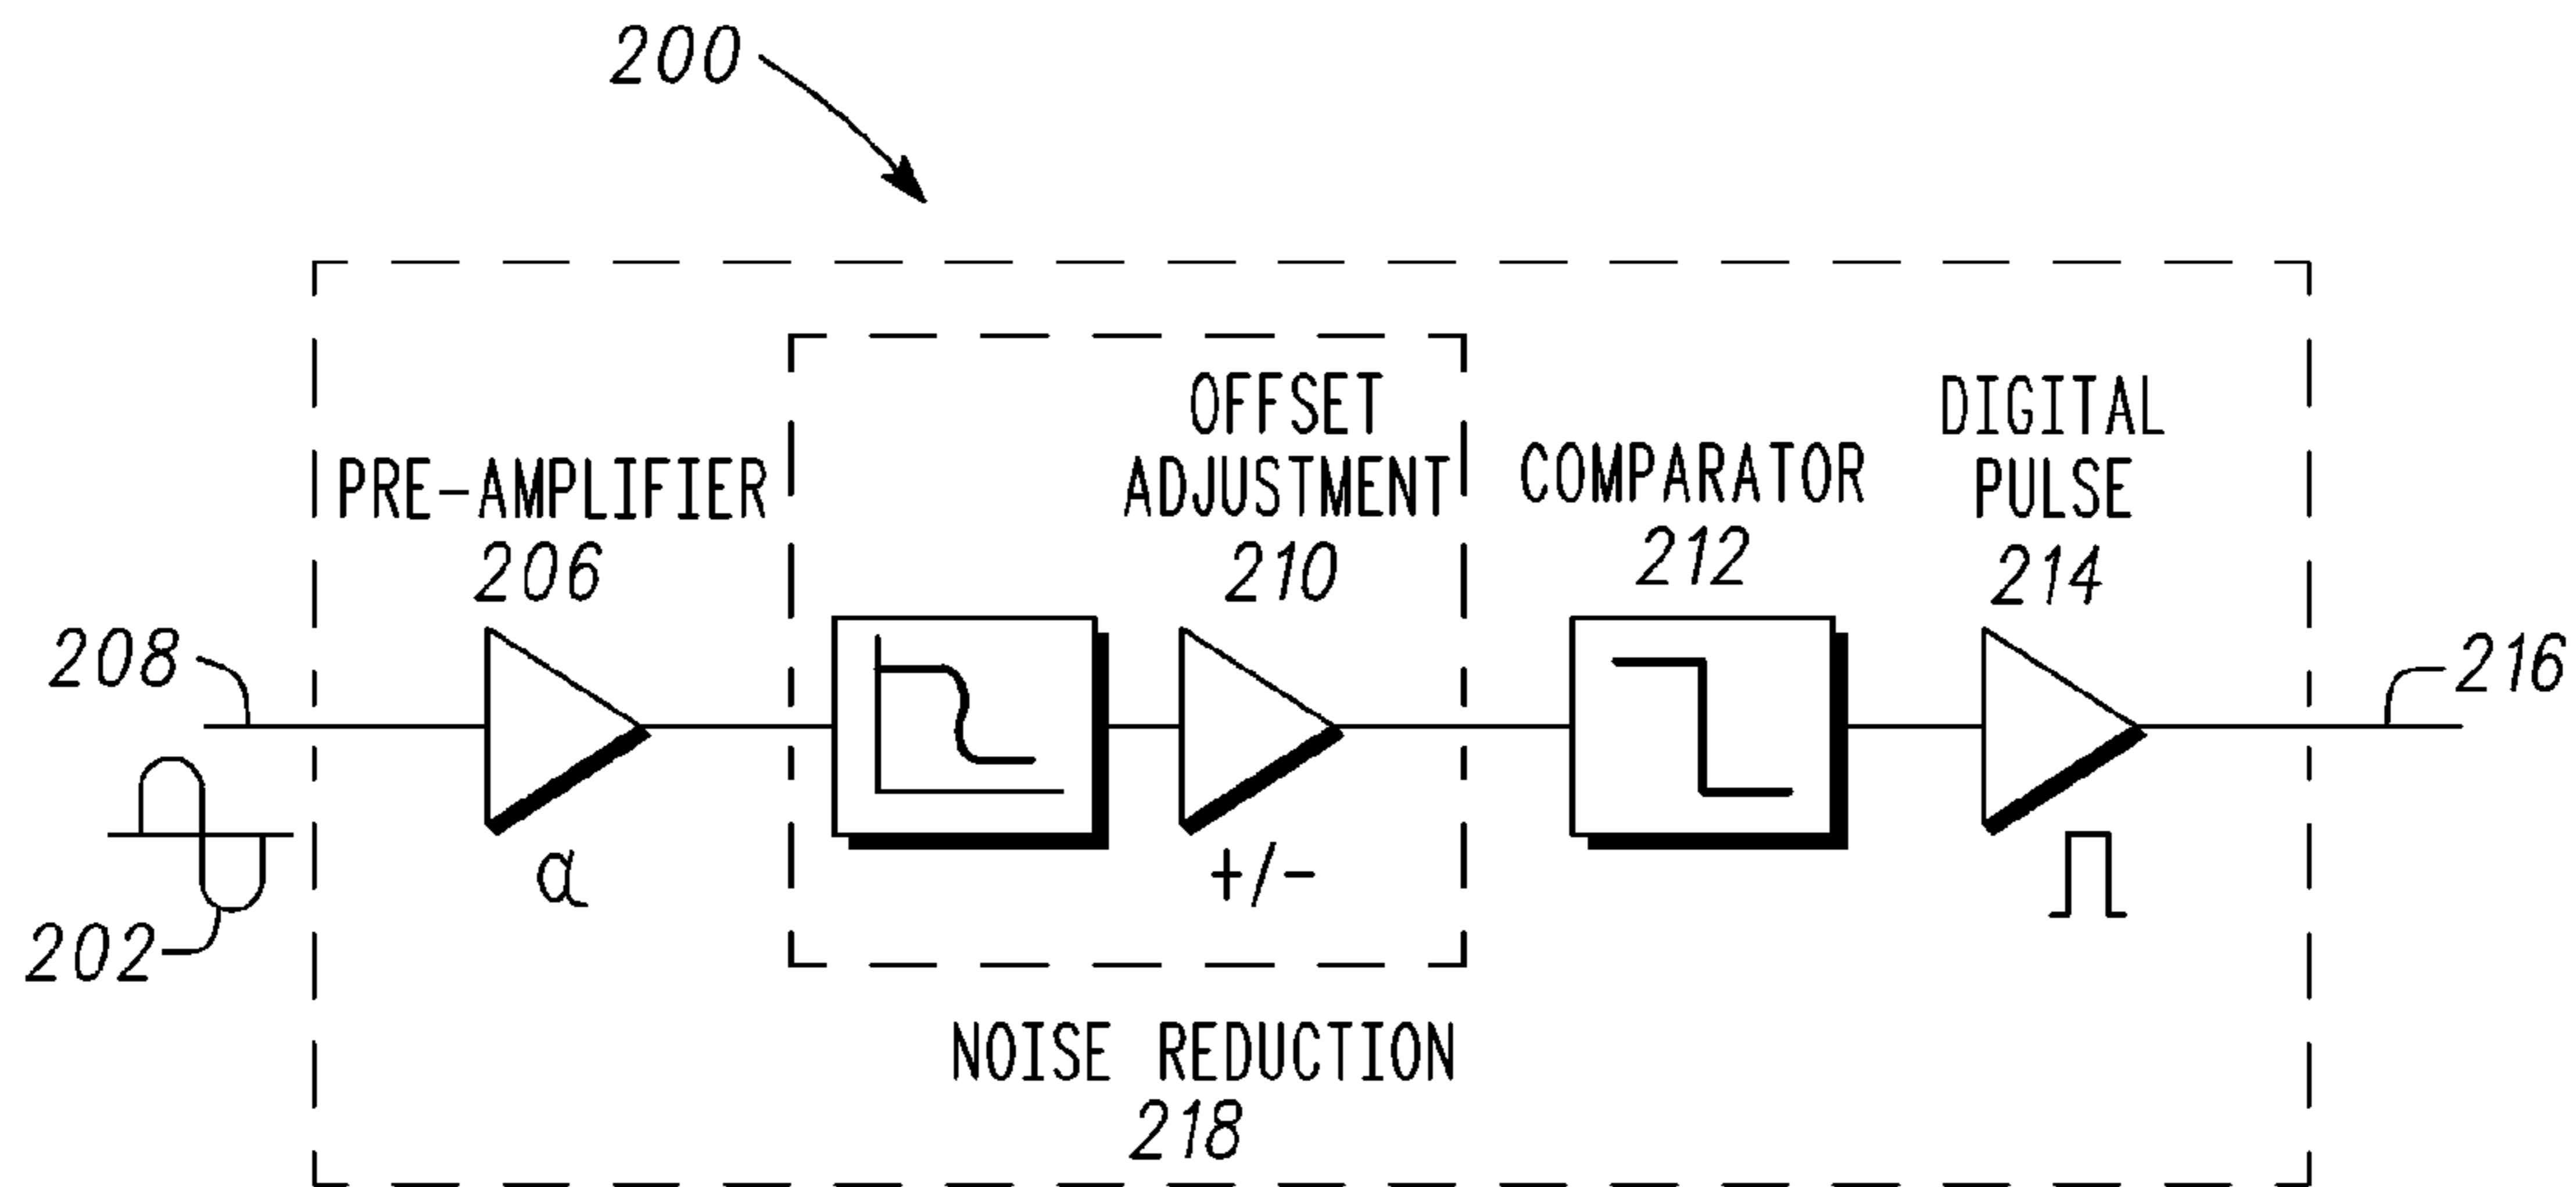 200
OFFSET
ADJUSTMENT
210
DIGITAL
PULSE
214
PRE-AMPLIFIER
206
COMPARATOR
212
208
216
α
+/-
202
NOISE REDUCTION
218